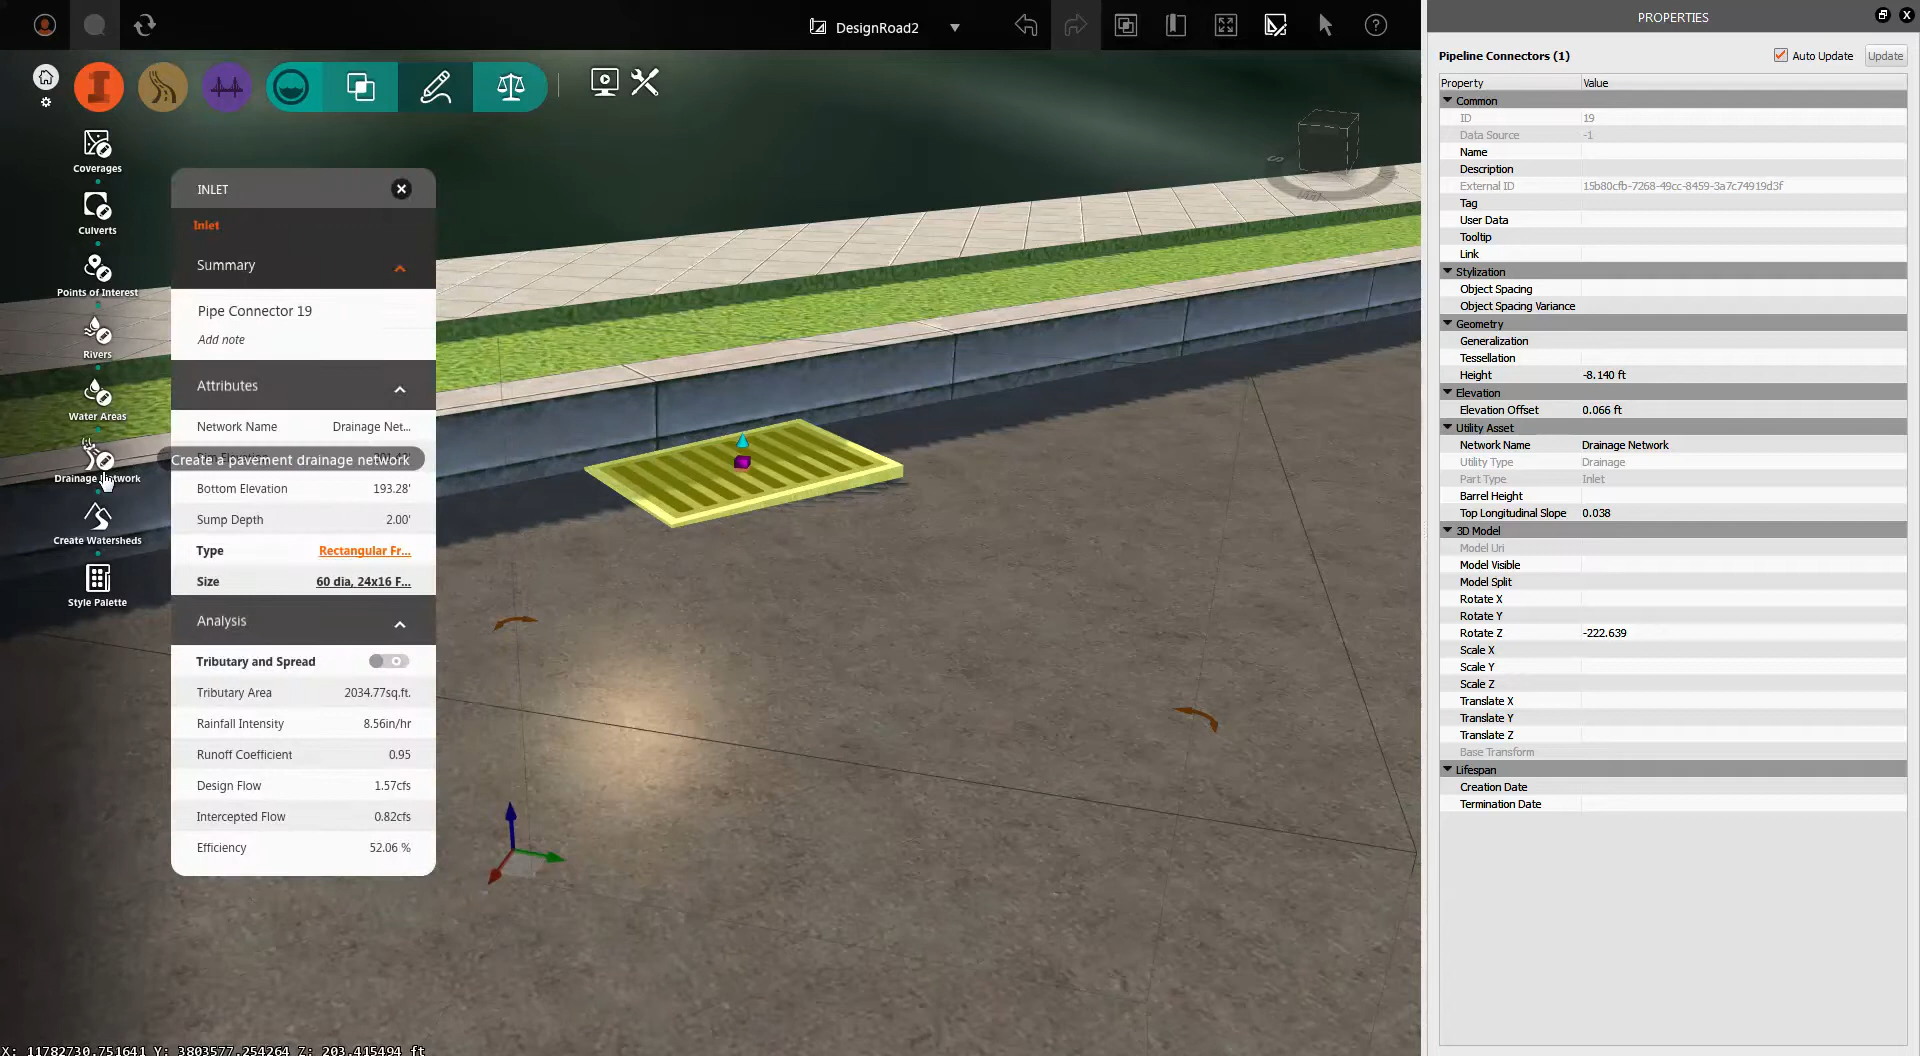 DesignRoad2
Coverages
Culverts
Points of Interest
Rivers
Water Areas
Drainage Network
Create Watersheds
Style Palette
INLET
Inlet
Summary
Pipe Connector 19
Add note
Attributes
Network Name Drainage Net...
Create a pavement drainage network
Bottom Elevation 193.28'
Sump Depth 2.00'
Type Rectangular Fr...
Size 60 dia, 24x16 F...
Analysis
Tributary and Spread
Tributary Area 2034.77sq.ft.
Rainfall Intensity 8.56in/hr
Runoff Coefficient 0.95
Design Flow 1.57cfs
Intercepted Flow 0.82cfs
Efficiency 52.06 %
X: 11782730.751641 Y: 3803577.254264 Z: 203.415494 ft
PROPERTIES
Pipeline Connectors (1) Auto Update Update
Property Value
Common
ID 19
Data Source -1
Name
Description
External ID 15b80cfb-7268-49cc-8459-3a7c74919d3f
Tag
User Data
Tooltip
Link
Stylization
Object Spacing
Object Spacing Variance
Geometry
Generalization
Tessellation
Height -8.140 ft
Elevation
Elevation Offset 0.066 ft
Utility Asset
Network Name Drainage Network
Utility Type Drainage
Part Type Inlet
Barrel Height
Top Longitudinal Slope 0.038
3D Model
Model Uri
Model Visible
Model Split
Rotate X
Rotate Y
Rotate Z -222.639
Scale X
Scale Y
Scale Z
Translate X
Translate Y
Translate Z
Base Transform
Lifespan
Creation Date
Termination Date